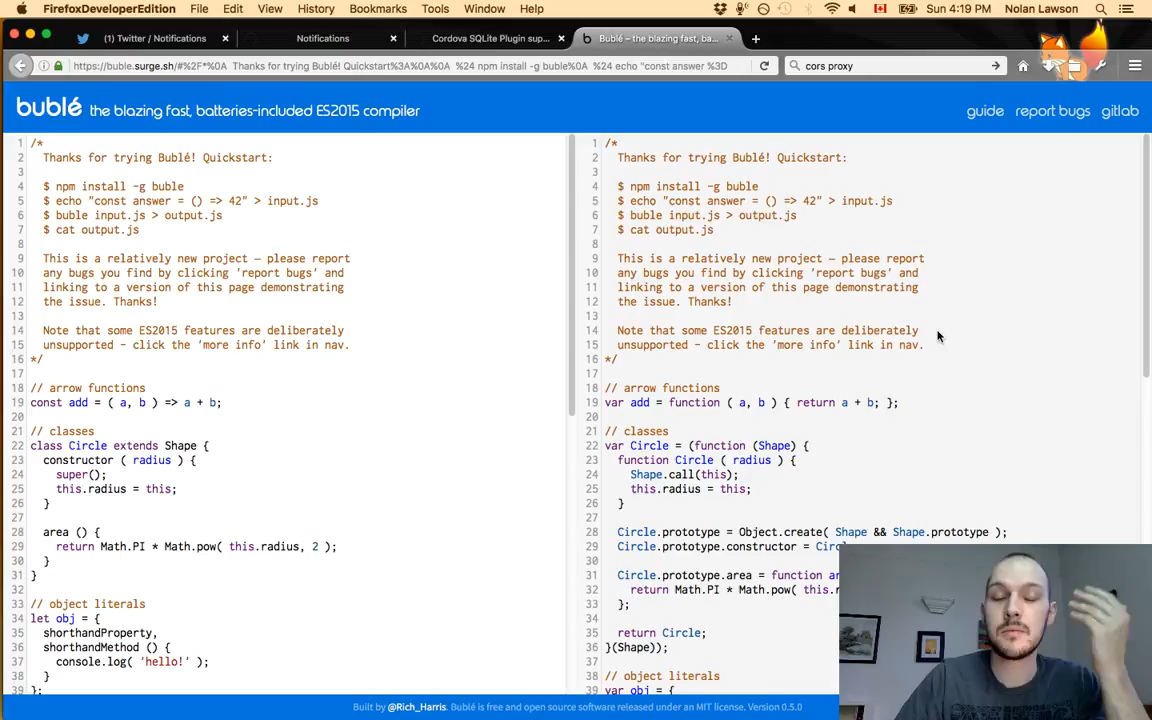 FirefoxDeveloperEdition File Edit View History Bookmarks Tools Window Help Sun 4:19 PM Nolan Lawson
(1) Twitter / Notifications Notifications Cordova SQLite Plugin sup... Bublé – the blazing fast, ba...
https://buble.surge.sh/#%2F*%0A Thanks for trying Bublé! Quickstart%3A%0A%0A %24 npm install -g buble%0A %24 echo "const answer %3D cors proxy
bublé the blazing fast, batteries-included ES2015 compiler guide report bugs gitlab
1 /*
2 Thanks for trying Bublé! Quickstart:
3
4 $ npm install -g buble
5 $ echo "const answer = () => 42" > input.js
6 $ buble input.js > output.js
7 $ cat output.js
8
9 This is a relatively new project – please report
10 any bugs you find by clicking 'report bugs' and
11 linking to a version of this page demonstrating
12 the issue. Thanks!
13
14 Note that some ES2015 features are deliberately
15 unsupported – click the 'more info' link in nav.
16 */
17
18 // arrow functions
19 const add = ( a, b ) => a + b;
20
21 // classes
22 class Circle extends Shape {
23 constructor ( radius ) {
24 super();
25 this.radius = this;
26 }
27
28 area () {
29 return Math.PI * Math.pow( this.radius, 2 );
30 }
31 }
32
33 // object literals
34 let obj = {
35 shorthandProperty,
36 shorthandMethod () {
37 console.log( 'hello!' );
38 }
39 };
1 /*
2 Thanks for trying Bublé! Quickstart:
3
4 $ npm install -g buble
5 $ echo "const answer = () => 42" > input.js
6 $ buble input.js > output.js
7 $ cat output.js
8
9 This is a relatively new project – please report
10 any bugs you find by clicking 'report bugs' and
11 linking to a version of this page demonstrating
12 the issue. Thanks!
13
14 Note that some ES2015 features are deliberately
15 unsupported – click the 'more info' link in nav.
16 */
17
18 // arrow functions
19 var add = function ( a, b ) { return a + b; };
20
21 // classes
22 var Circle = (function (Shape) {
23 function Circle ( radius ) {
24 Shape.call(this);
25 this.radius = this;
26 }
27
28 Circle.prototype = Object.create( Shape && Shape.prototype );
29 Circle.prototype.constructor = Circ
30
31 Circle.prototype.area = function ar
32 return Math.PI * Math.pow( this.r
33 };
34
35 return Circle;
36 }(Shape));
37
38 // object literals
39 var obj = {
Built by @Rich_Harris. Bublé is free and open source software released under an MIT license. Version 0.5.0